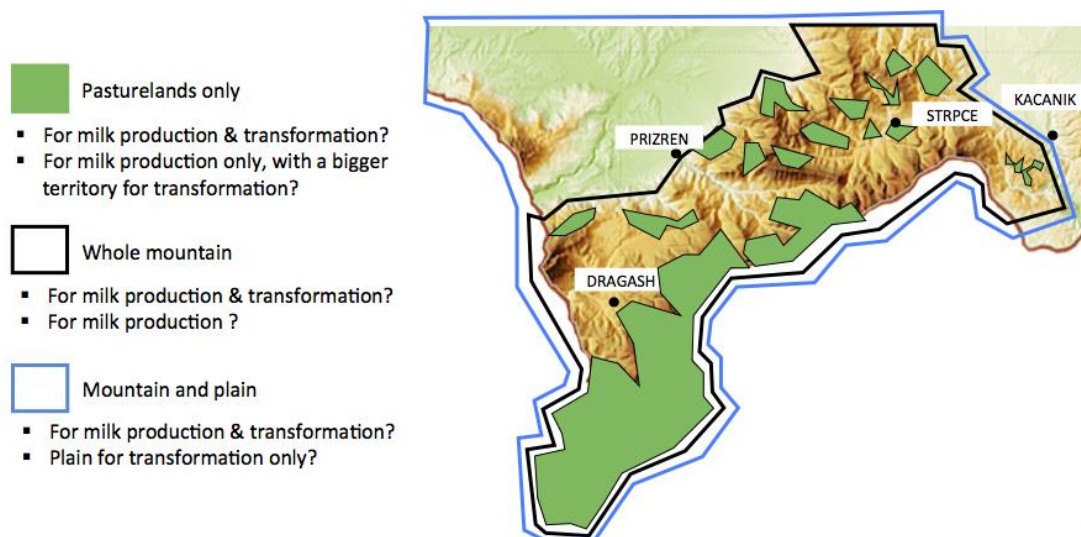 Pasturelands only
▪ For milk production & transformation?
▪ For milk production only, with a bigger
territory for transformation?
Whole mountain
▪ For milk production & transformation?
▪ For milk production ?
Mountain and plain
▪ For milk production & transformation?
▪ Plain for transformation only?
KACANIK
STRPCE
PRIZREN
DRAGASH